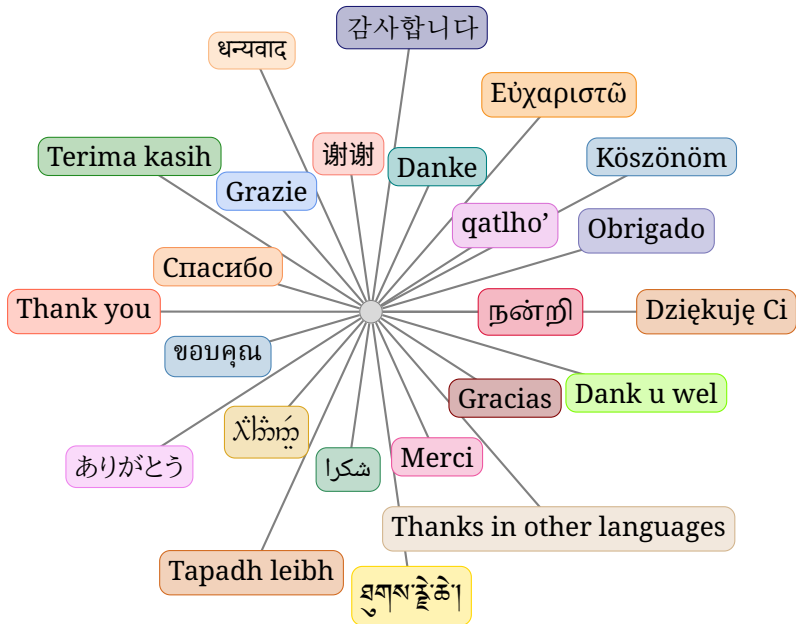 감사합니다
धन्यवाद
Εὐχαριστῶ
谢谢
Danke
Terima kasih
Köszönöm
Grazie
qatlho’
Obrigado
Спасибо
Thank you
நன்றி
Dziękuję Ci
ขอบคุณ
Gracias
Dank u wel
Merci
ありがとう
شكرا
Thanks in other languages
Tapadh leibh
ཐུགས་རྗེ་ཆེ་།